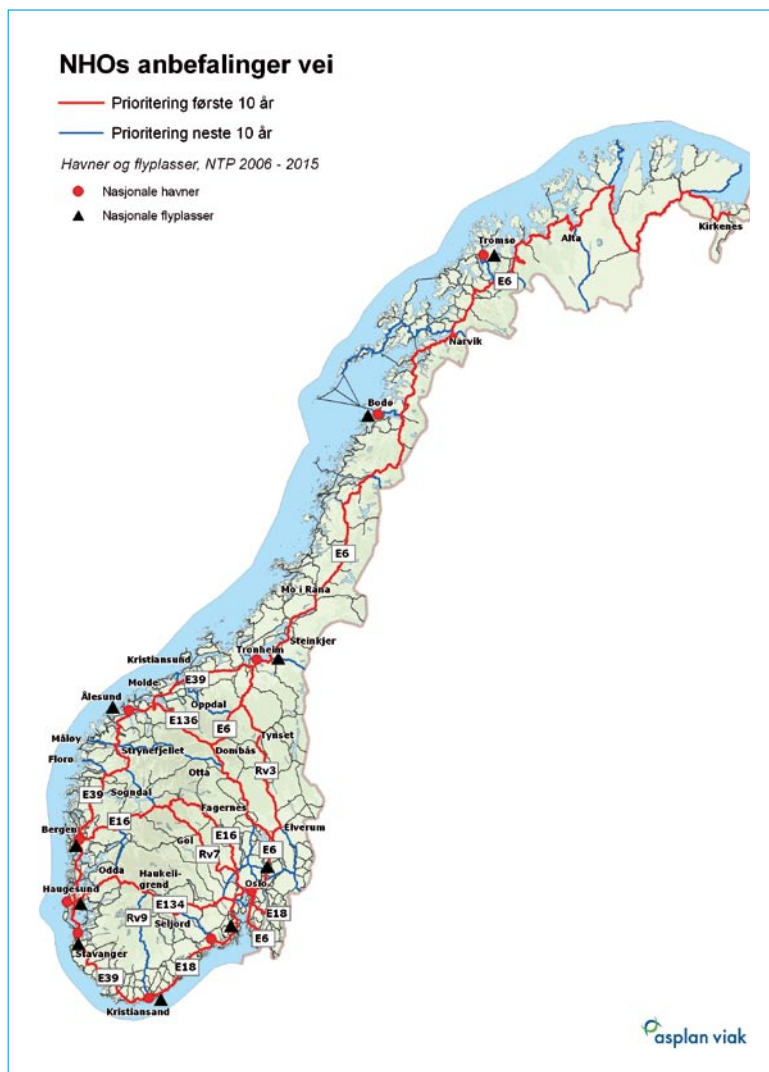 NHOs anbefalinger vei
Prioritering første 10 år
Prioritering neste 10 år
Havner og flyplasser, NTP 2006 - 2015
Nasjonale havner
Nasjonale flyplasser
Kirkenes
Tromsø
Alta
E6
Narvik
Bodø
E6
Mo i Rana
Steinkjer
Tronheim
Kristiansund
E39
Molde
Ålesund
Oppdal
E136
E6
Tynset
Måløy
Strynefjellet
Dombås
Florø
Rv3
Otta
Sogndal
E39
Fagernes
E16
E16
Elverum
Bergen
Gol
E6
Rv7
Odda
Haukeli-
grend
Oslo
Haugesund
E134
E18
Rv9
Seljord
E6
Stavanger
E18
E39
Kristiansand
asplan viak